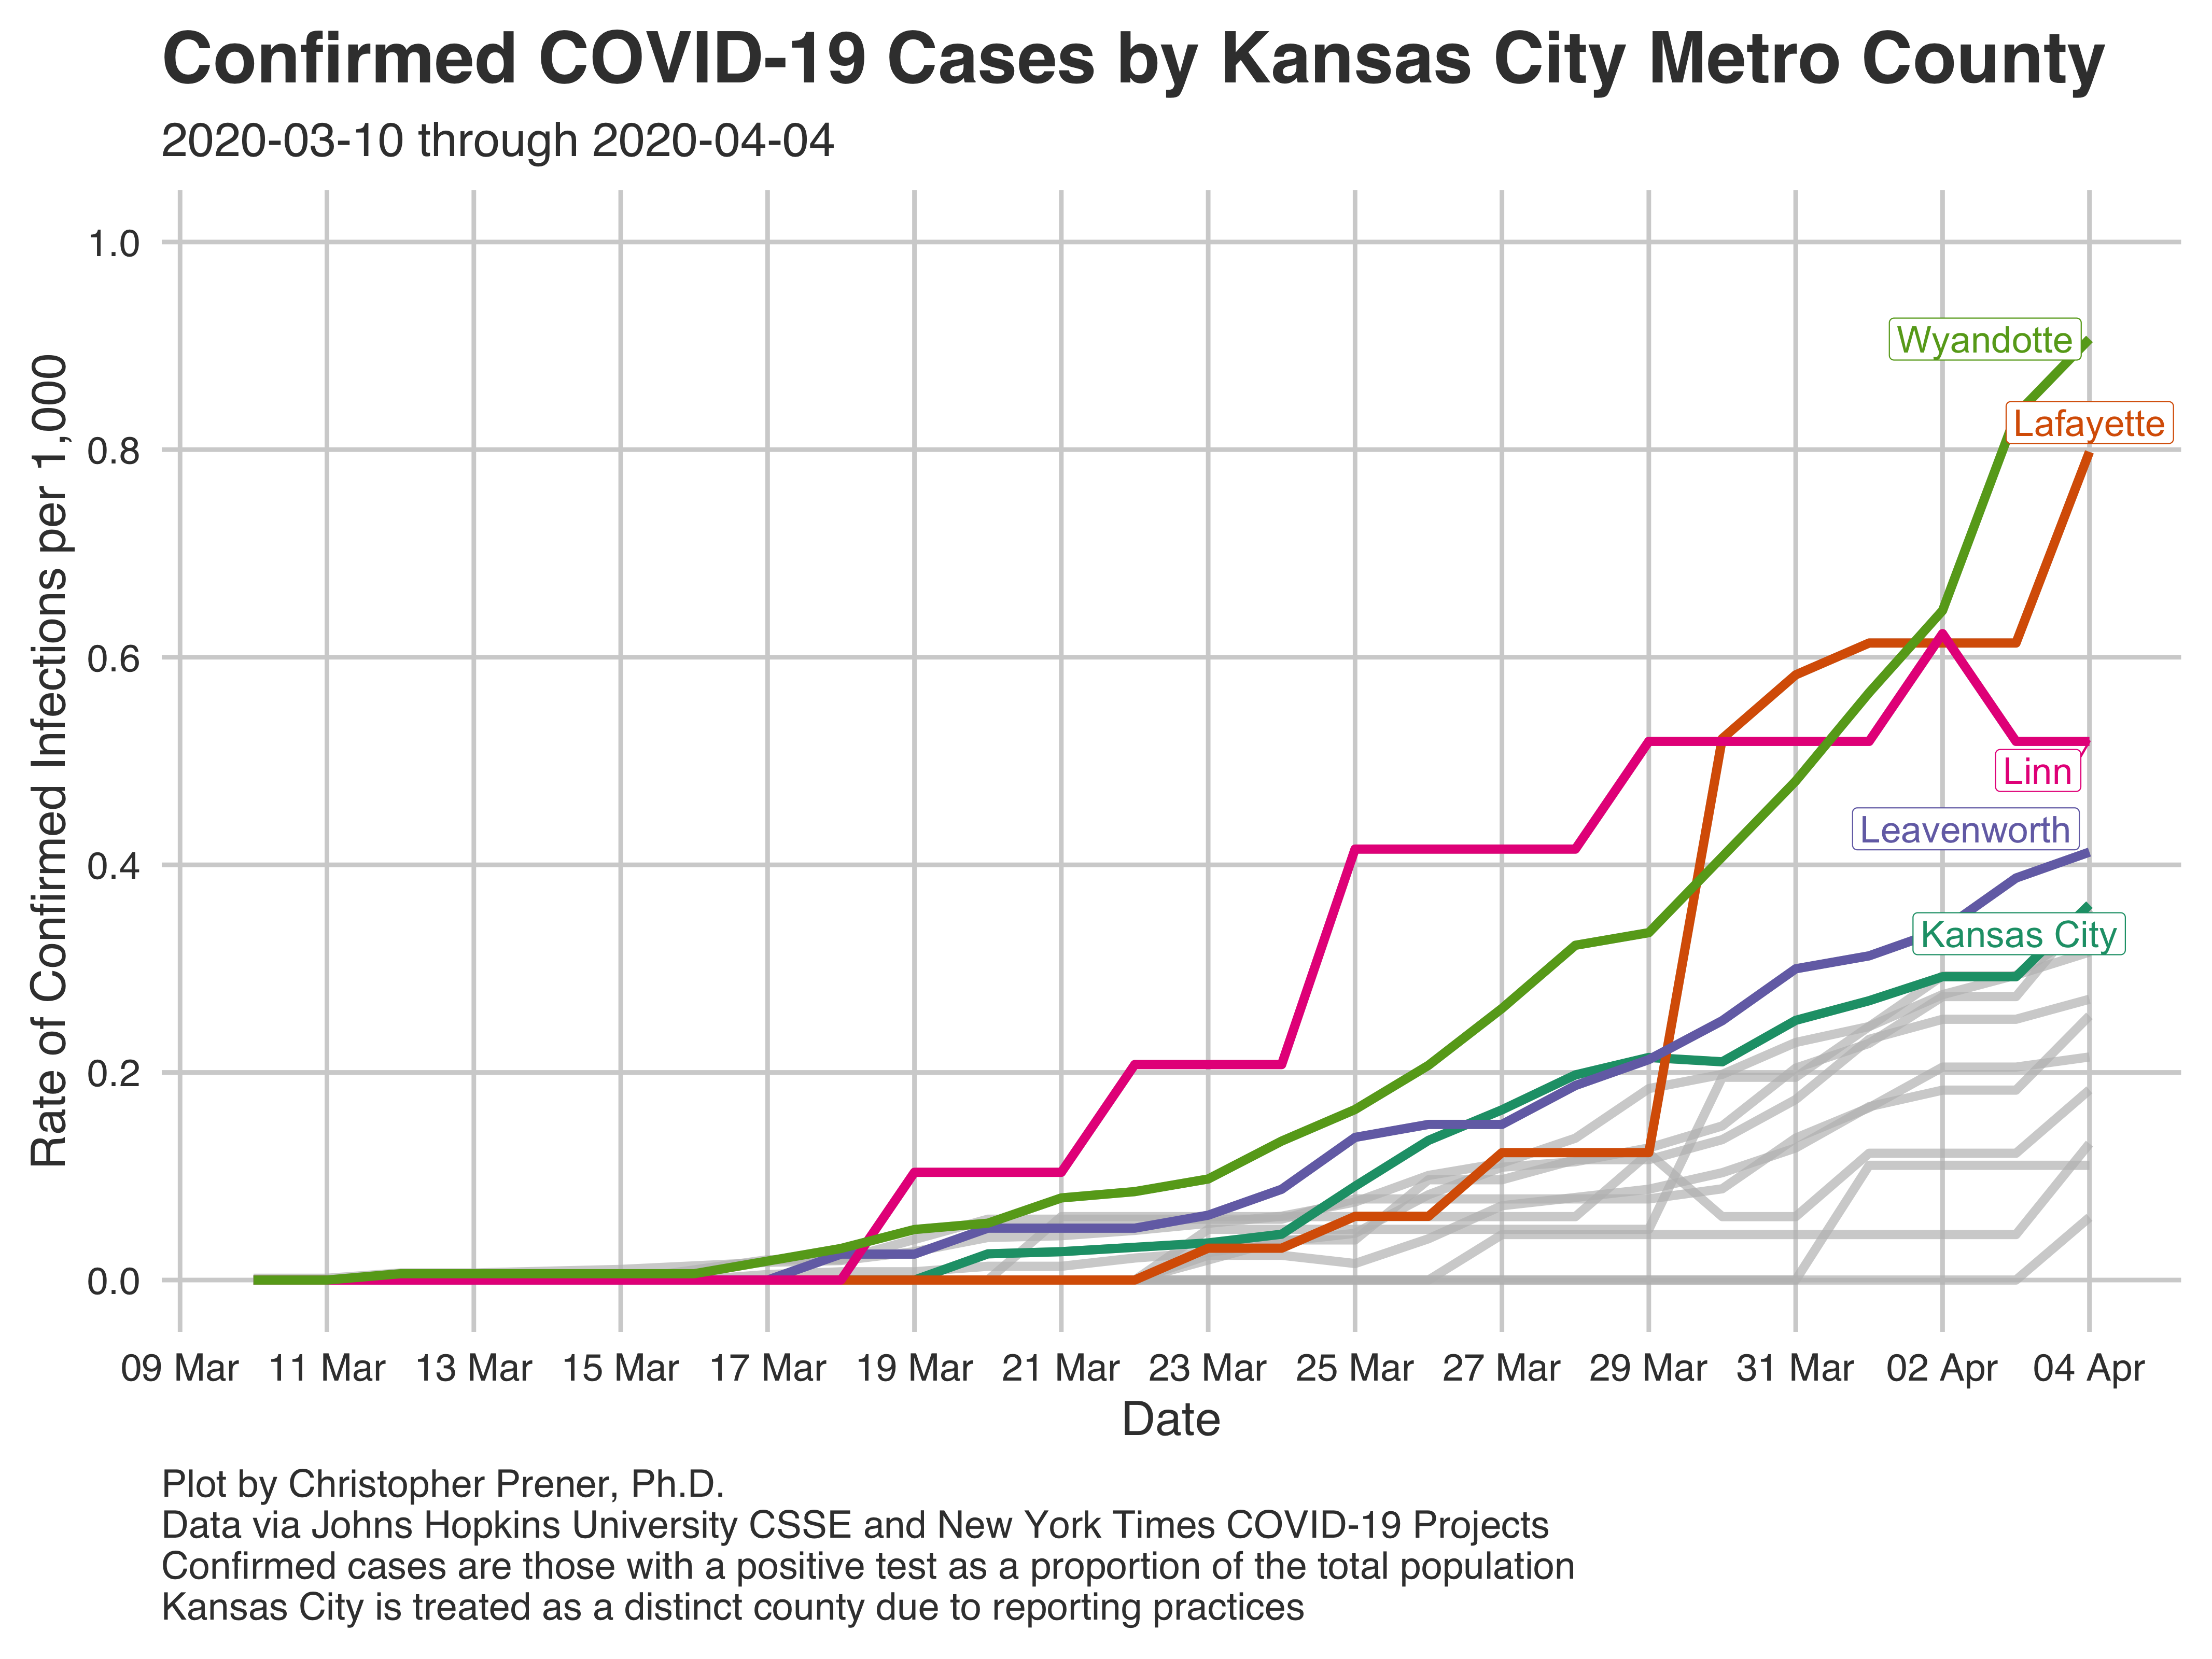 Confirmed COVID-19 Cases by Kansas City Metro County
2020-03-10 through 2020-04-04
Rate of Confirmed Infections per 1,000
1.0
0.8
0.6
0.4
0.2
0.0
Wyandotte
Lafayette
Linn
Leavenworth
Kansas City
09 Mar 11 Mar 13 Mar 15 Mar 17 Mar 19 Mar 21 Mar 23 Mar 25 Mar 27 Mar 29 Mar 31 Mar 02 Apr 04 Apr
Date
Plot by Christopher Prener, Ph.D.
Data via Johns Hopkins University CSSE and New York Times COVID-19 Projects
Confirmed cases are those with a positive test as a proportion of the total population
Kansas City is treated as a distinct county due to reporting practices